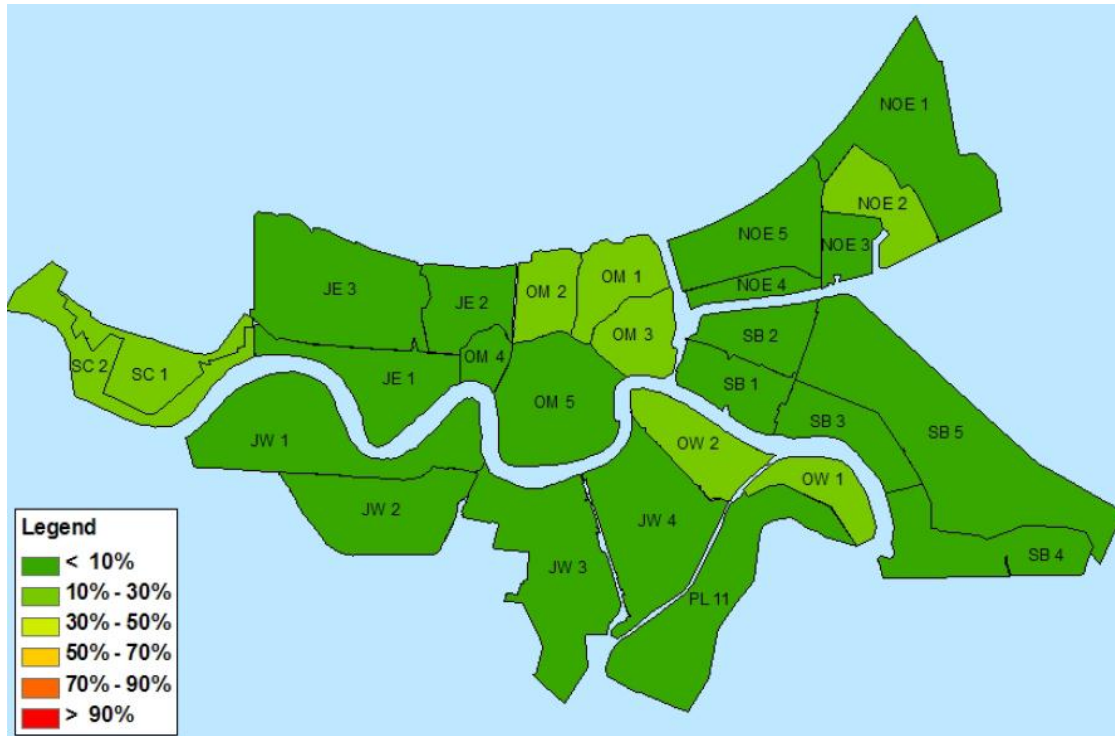 NOE 1
NOE 2
NOE 5
NOE 3
NOE 4
JE 3
JE 2
OM 2
OM 1
OM 3
SB 2
OM 4
SC 2
SC 1
JE 1
SB 1
OM 5
SB 3
SB 5
JW 1
OW 2
OW 1
JW 2
JW 4
JW 3
SB 4
PL 11
Legend
< 10%
10% - 30%
30% - 50%
50% - 70%
70% - 90%
> 90%